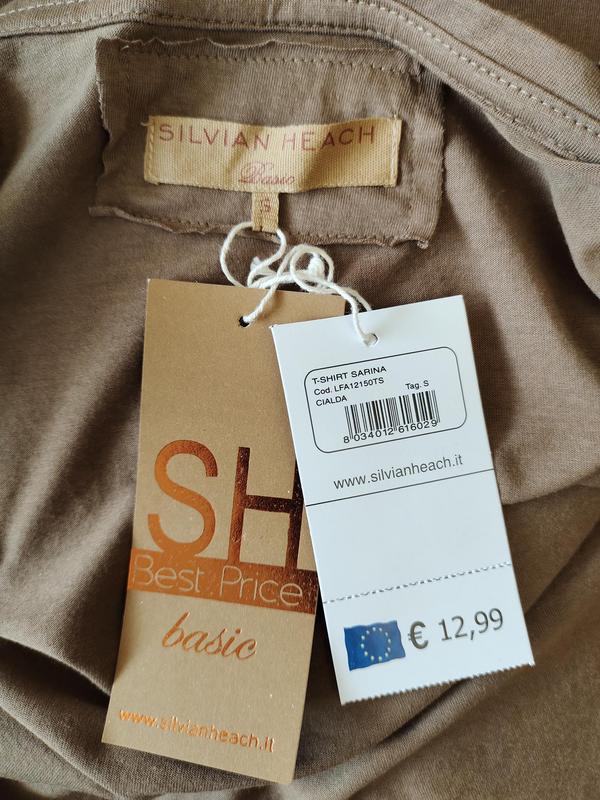 SILVIAN HEACH
Basic
S
T-SHIRT SARINA
Cod. LFA12150TS
Tag. S
CIALDA
8 034012 616029
www.silvianheach.it
€ 12,99
SH
Best Price
basic
www.silvianheach.it